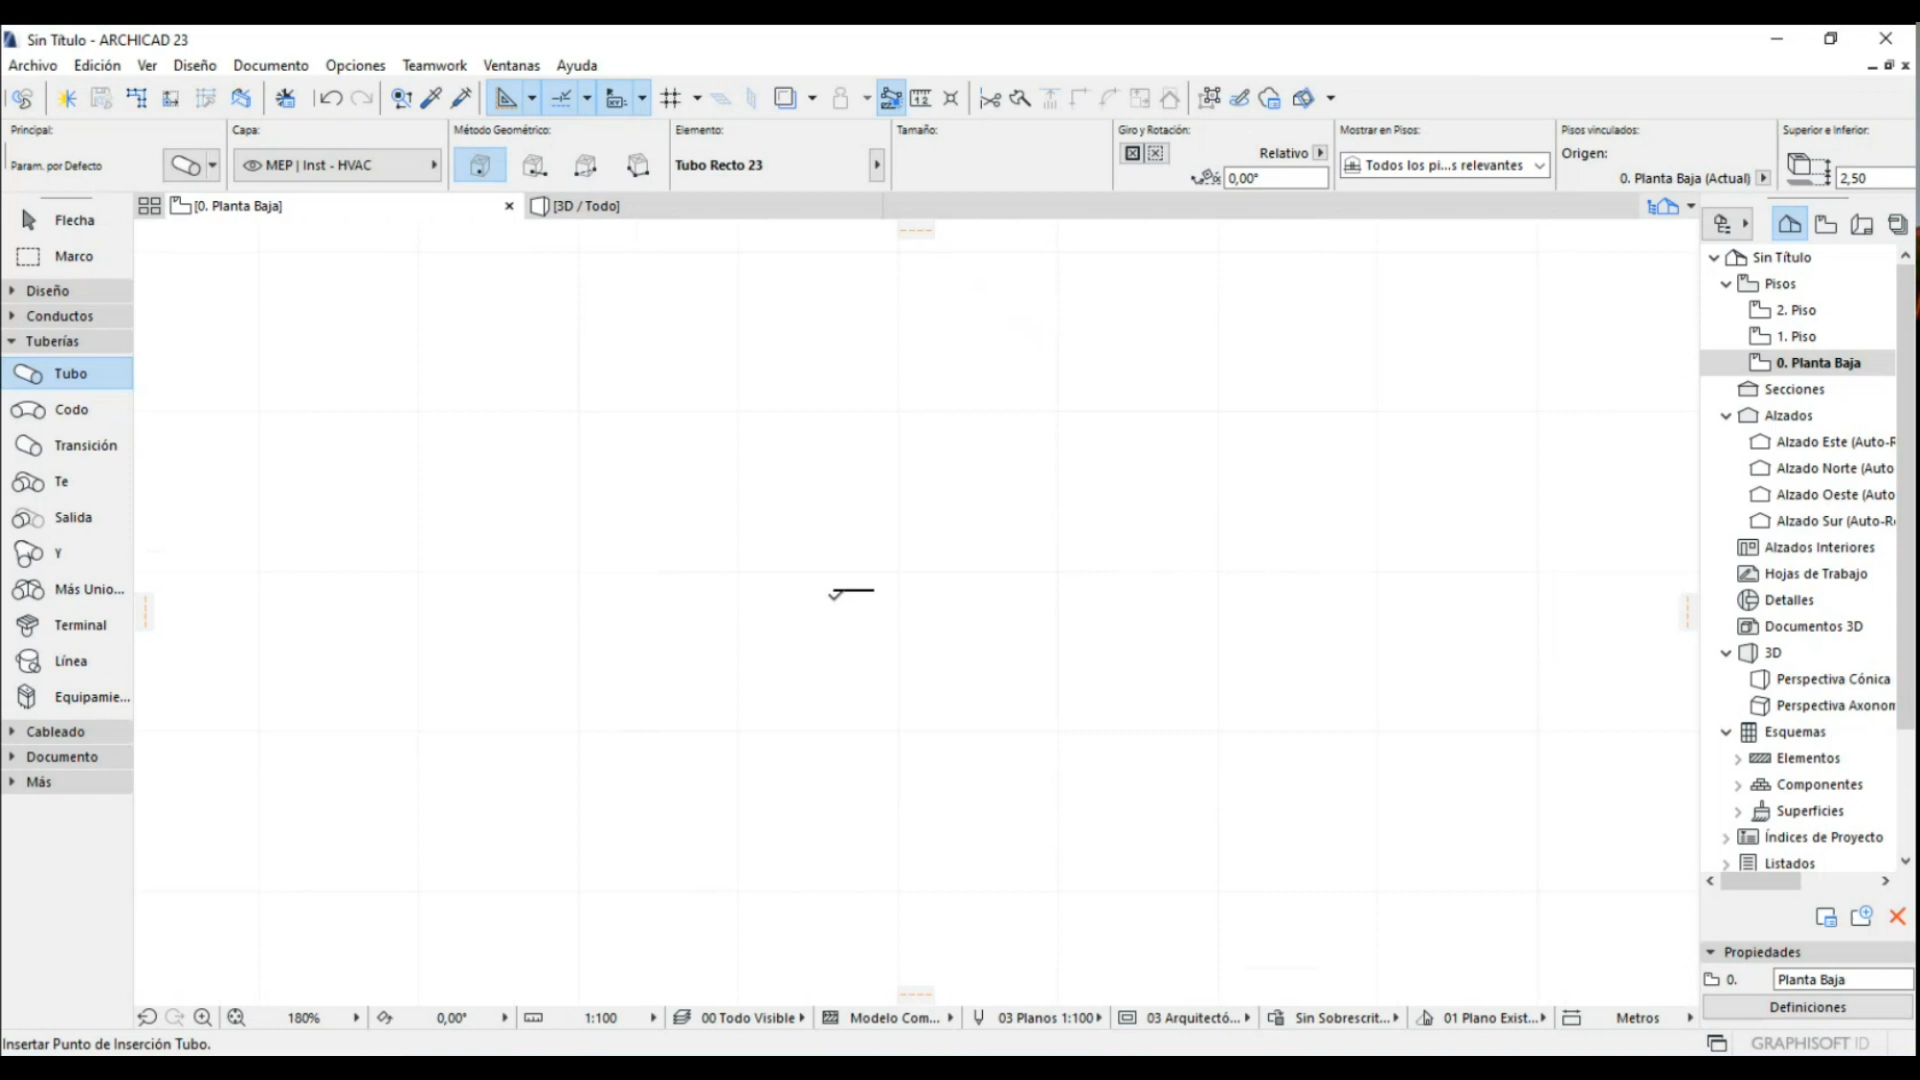 Sin Título - ARCHICAD 23
Archivo Edición Ver Diseño Documento Opciones Teamwork Ventanas Ayuda
Principal: Capa: Método Geométrico: Elemento: Tamaño: Giro y Rotación: Mostrar en Pisos: Pisos vinculados: Superior e Inferior:
Relativo Origen:
Param. por Defecto MEP | Inst - HVAC Tubo Recto 23 Todos los pi...s relevantes
0,00° 0. Planta Baja (Actual) 2,50
[0. Planta Baja] [3D / Todo]
Flecha
Marco
Diseño
Conductos
Tuberías
Tubo
Codo
Transición
Te
Salida
Y
Más Unio...
Terminal
Línea
Equipamie...
Cableado
Documento
Más
Sin Título
Pisos
2. Piso
1. Piso
0. Planta Baja
Secciones
Alzados
Alzado Este (Auto-R
Alzado Norte (Auto
Alzado Oeste (Auto
Alzado Sur (Auto-Re
Alzados Interiores
Hojas de Trabajo
Detalles
Documentos 3D
3D
Perspectiva Cónica
Perspectiva Axonom
Esquemas
Elementos
Componentes
Superficies
Índices de Proyecto
Listados
Propiedades
0. Planta Baja
Definiciones
180% 0,00° 1:100 00 Todo Visible Modelo Com... 03 Planos 1:100 03 Arquitectó... Sin Sobrescrit... 01 Plano Exist... Metros
Insertar Punto de Inserción Tubo.
GRAPHISOFT ID